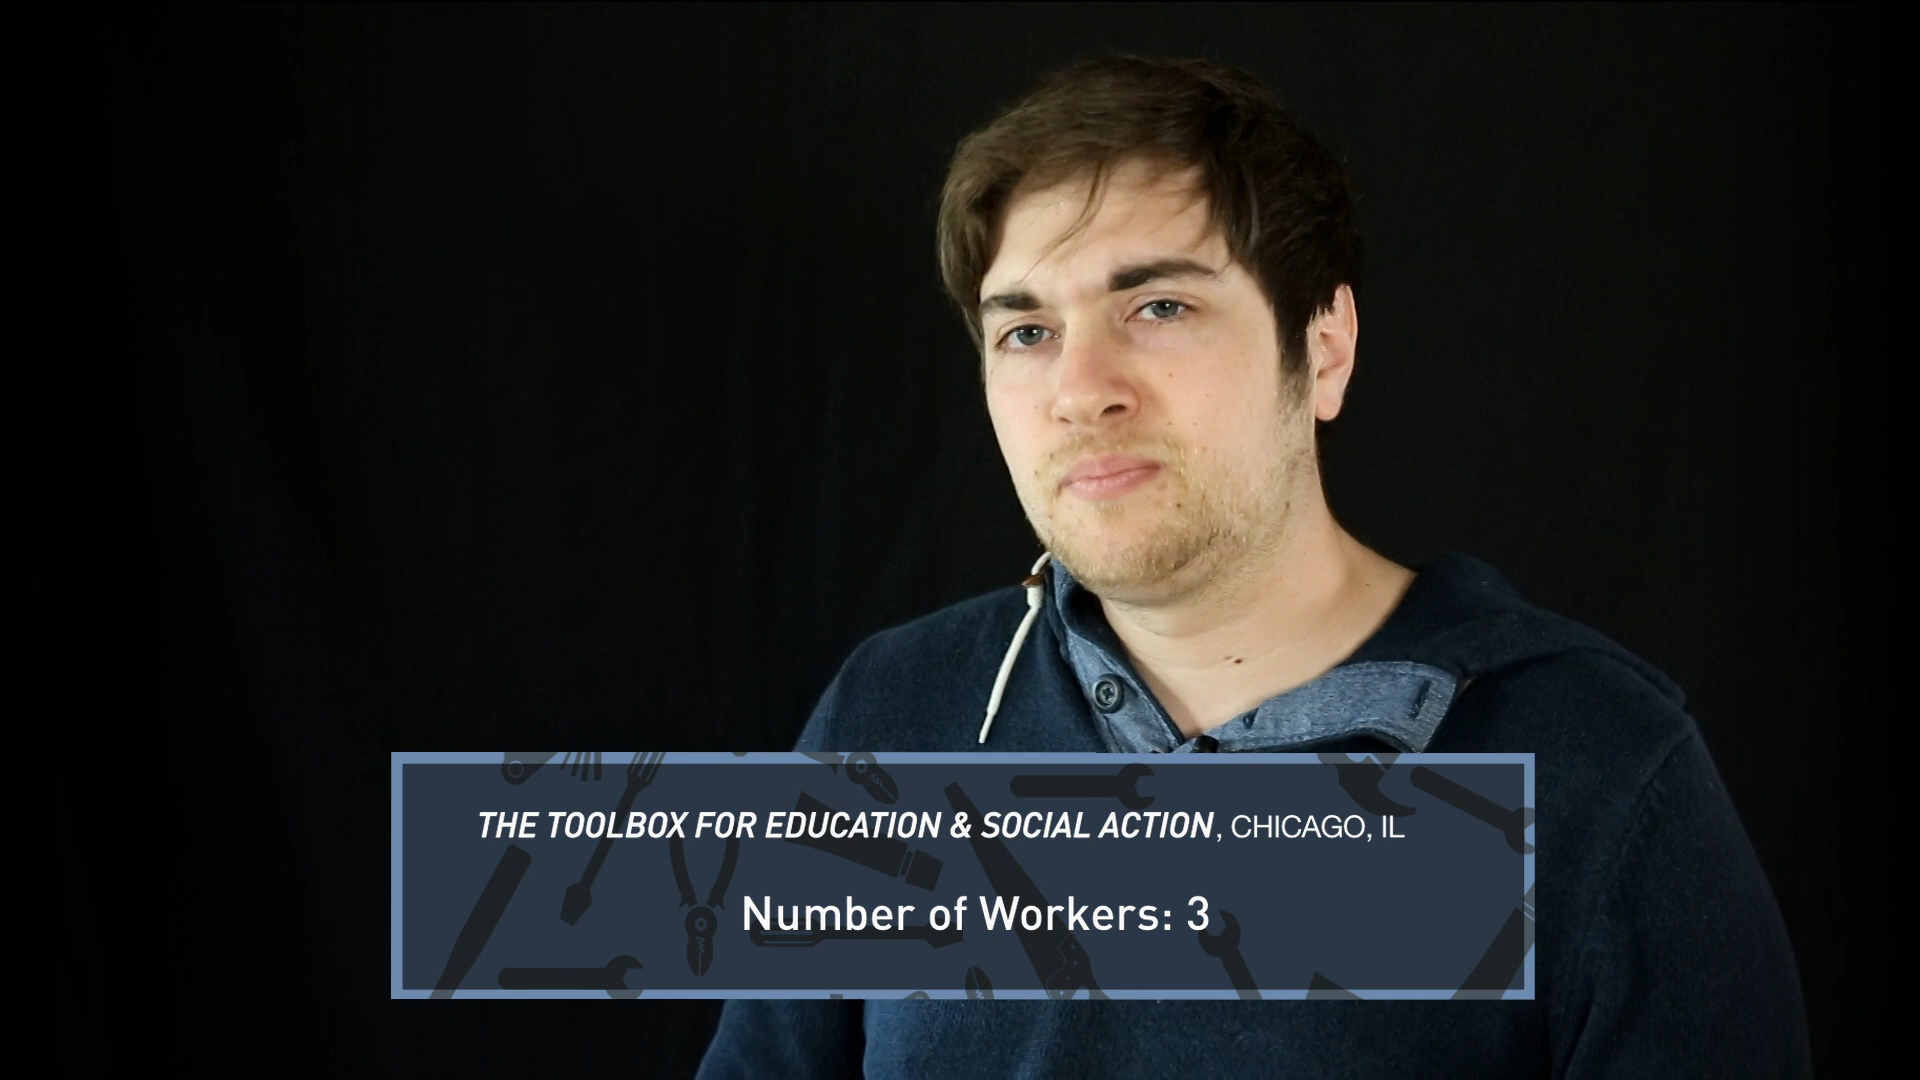 THE TOOLBOX FOR EDUCATION & SOCIAL ACTION, CHICAGO, IL
Number of Workers: 3